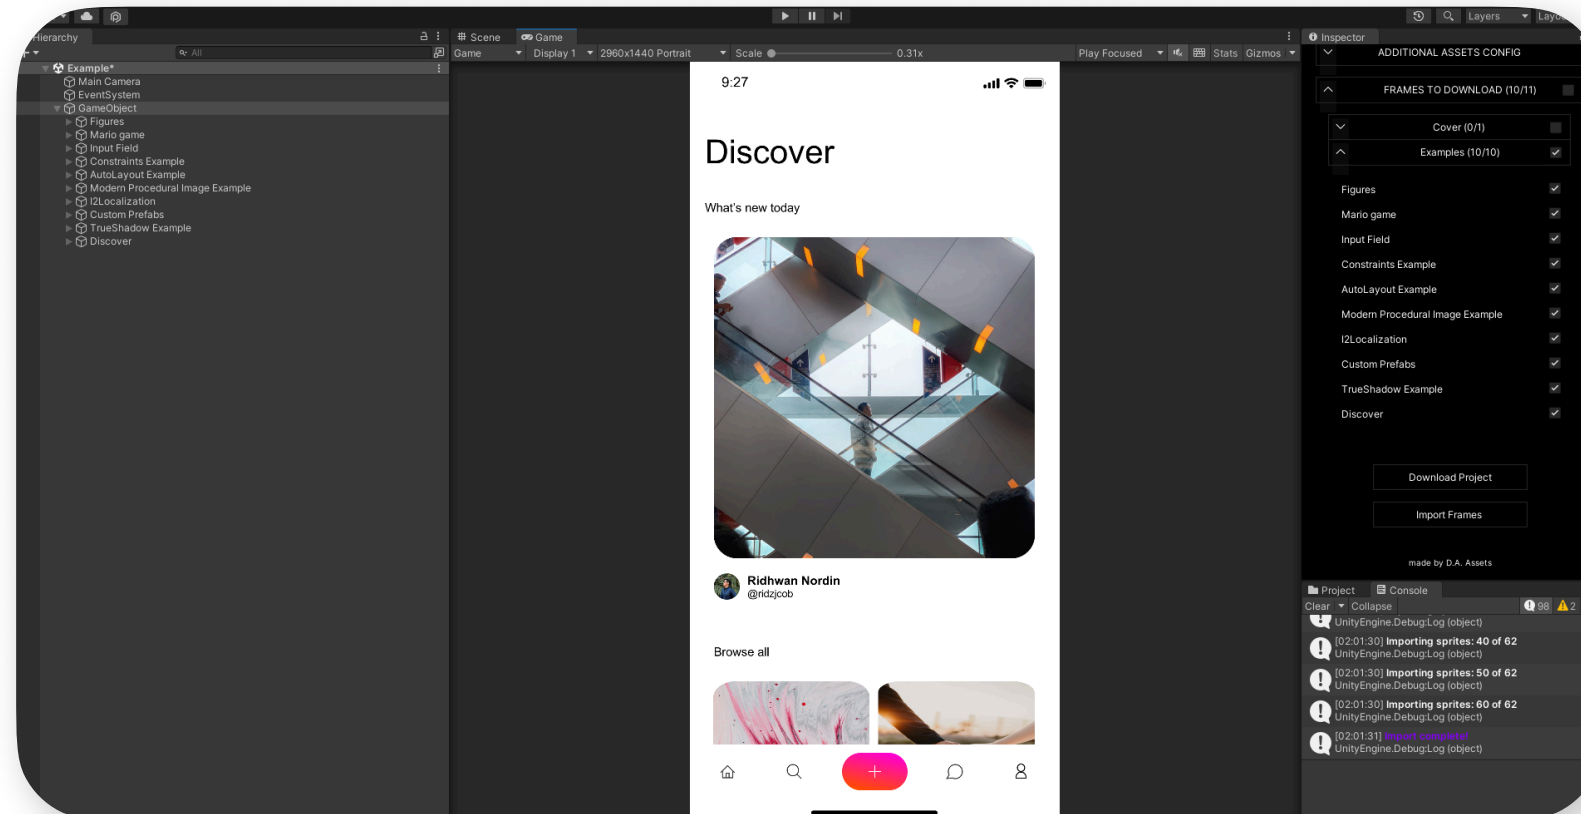 Layers
Hierarchy
All
Example*
Main Camera
EventSystem
GameObject
Figures
Mario game
Input Field
Constraints Example
AutoLayout Example
Modern Procedural Image Example
I2Localization
Custom Prefabs
TrueShadow Example
Discover
Scene
Game
Game
Display 1
2960x1440 Portrait
Scale
0.31x
Play Focused
Stats
Gizmos
9:27
Discover
What's new today
Ridhwan Nordin
@ridzjcob
Browse all
Inspector
ADDITIONAL ASSETS CONFIG
FRAMES TO DOWNLOAD (10/11)
Cover (0/1)
Examples (10/10)
Figures
Mario game
Input Field
Constraints Example
AutoLayout Example
Modern Procedural Image Example
I2Localization
Custom Prefabs
TrueShadow Example
Discover
Download Project
Import Frames
made by D.A. Assets
Project
Console
Clear
Collapse
98
2
UnityEngine.Debug:Log (object)
[02:01:30] Importing sprites: 40 of 62
UnityEngine.Debug:Log (object)
[02:01:30] Importing sprites: 50 of 62
UnityEngine.Debug:Log (object)
[02:01:30] Importing sprites: 60 of 62
UnityEngine.Debug:Log (object)
[02:01:31] Import complete!
UnityEngine.Debug:Log (object)